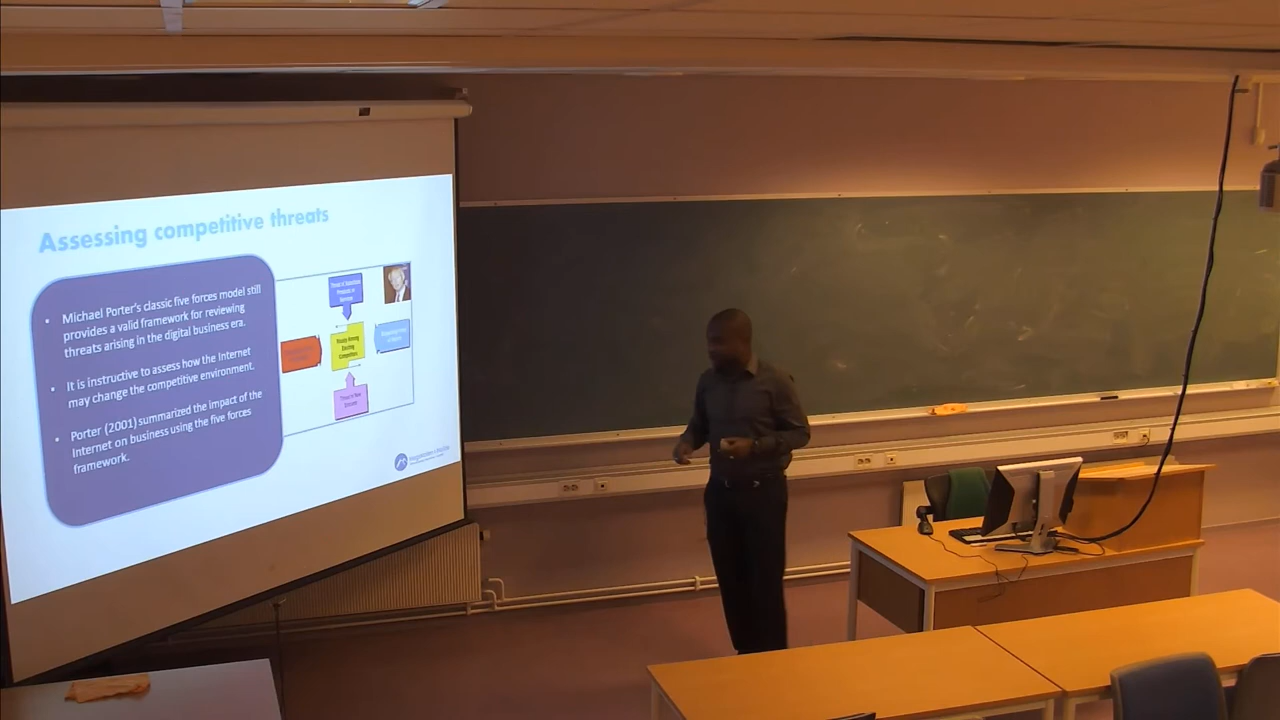 Assessing competitive threats
• Michael Porter's classic five forces model still
provides a valid framework for reviewing
threats arising in the digital business era.
• It is instructive to assess how the Internet
may change the competitive environment.
• Porter (2001) summarized the impact of the
Internet on business using the five forces
framework.
Rivalry Among
Existing
Competitors